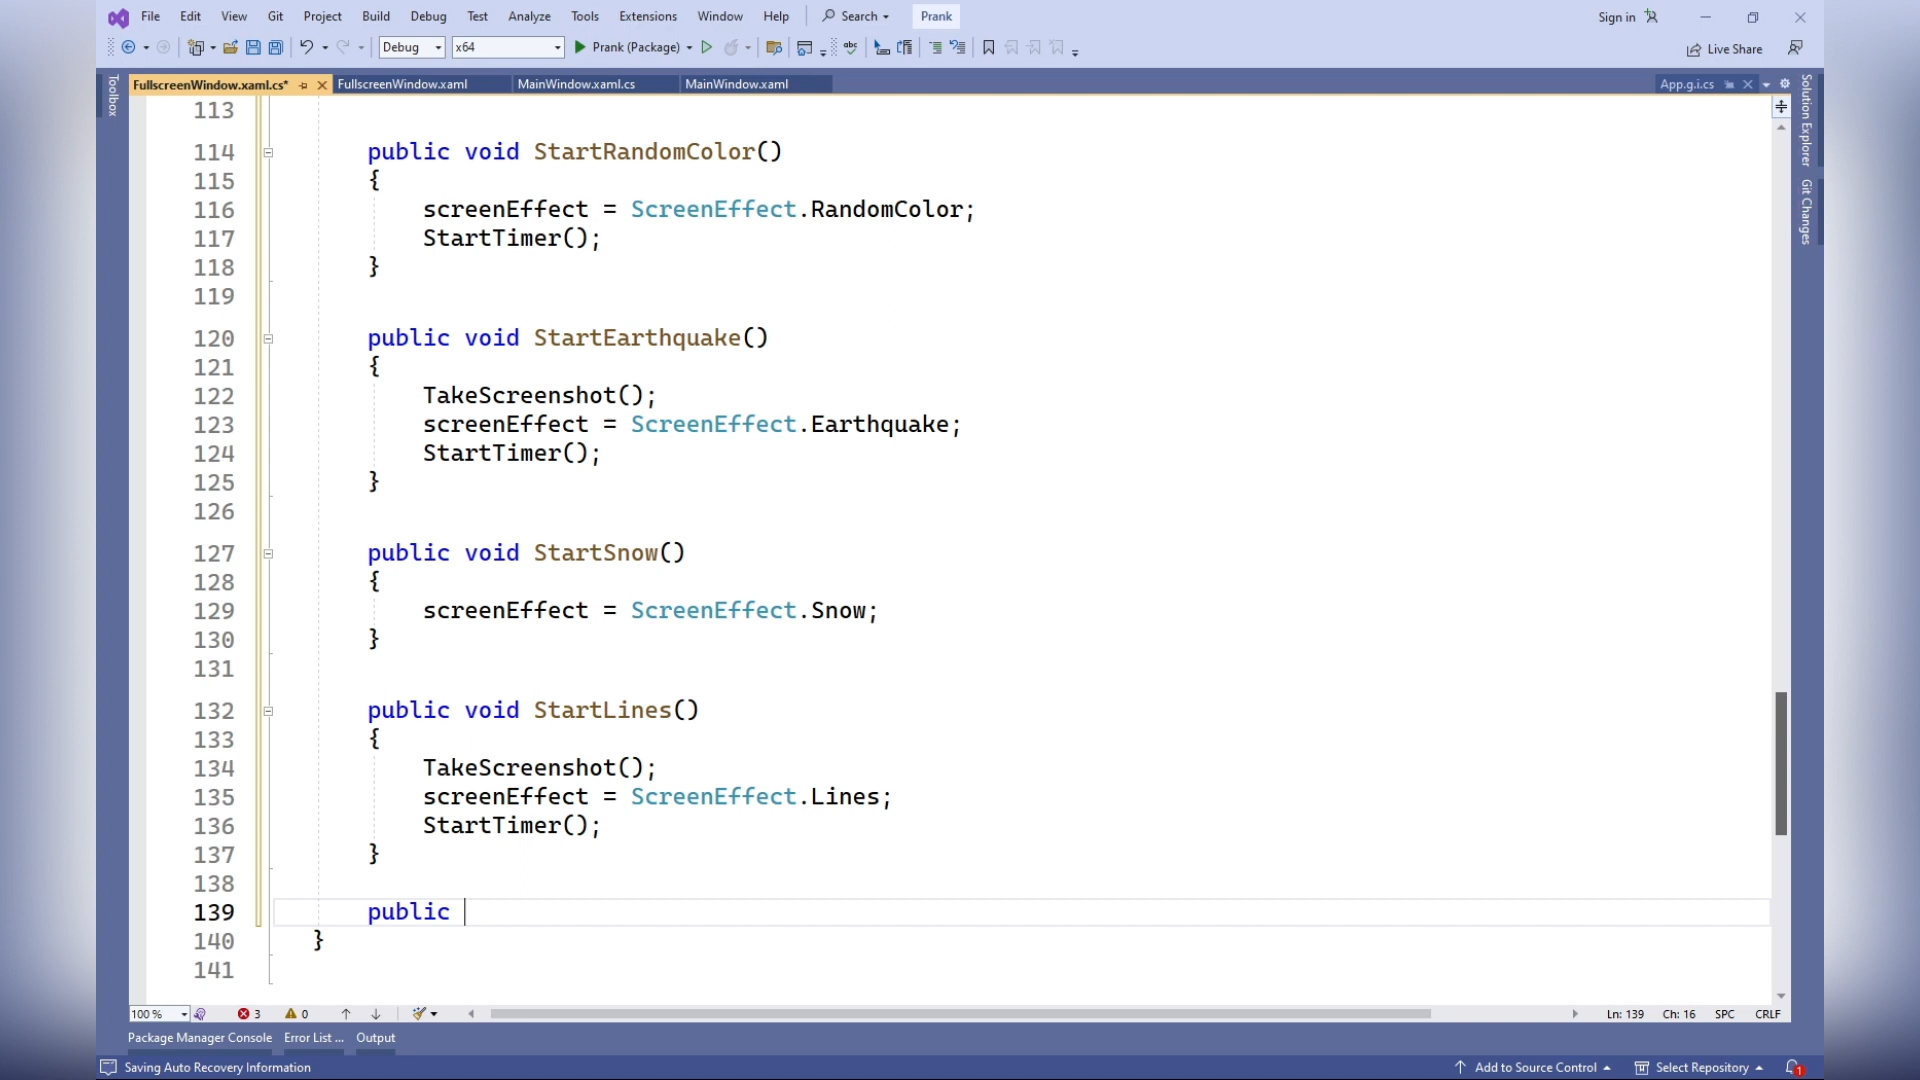 File Edit View Git Project Build Debug Test Analyze Tools Extensions Window Help Search Prank Sign in
Debug x64 Prank (Package) abc Live Share
FullscreenWindow.xaml.cs* FullscreenWindow.xaml MainWindow.xaml.cs MainWindow.xaml App.g.i.cs
Toolbox
Solution Explorer
Git Changes
113
114 public void StartRandomColor()
115 {
116 screenEffect = ScreenEffect.RandomColor;
117 StartTimer();
118 }
119
120 public void StartEarthquake()
121 {
122 TakeScreenshot();
123 screenEffect = ScreenEffect.Earthquake;
124 StartTimer();
125 }
126
127 public void StartSnow()
128 {
129 screenEffect = ScreenEffect.Snow;
130 }
131
132 public void StartLines()
133 {
134 TakeScreenshot();
135 screenEffect = ScreenEffect.Lines;
136 StartTimer();
137 }
138
139 public
140 }
141
100 % 3 0 Ln: 139 Ch: 16 SPC CRLF
Package Manager Console Error List ... Output
Saving Auto Recovery Information Add to Source Control Select Repository 1